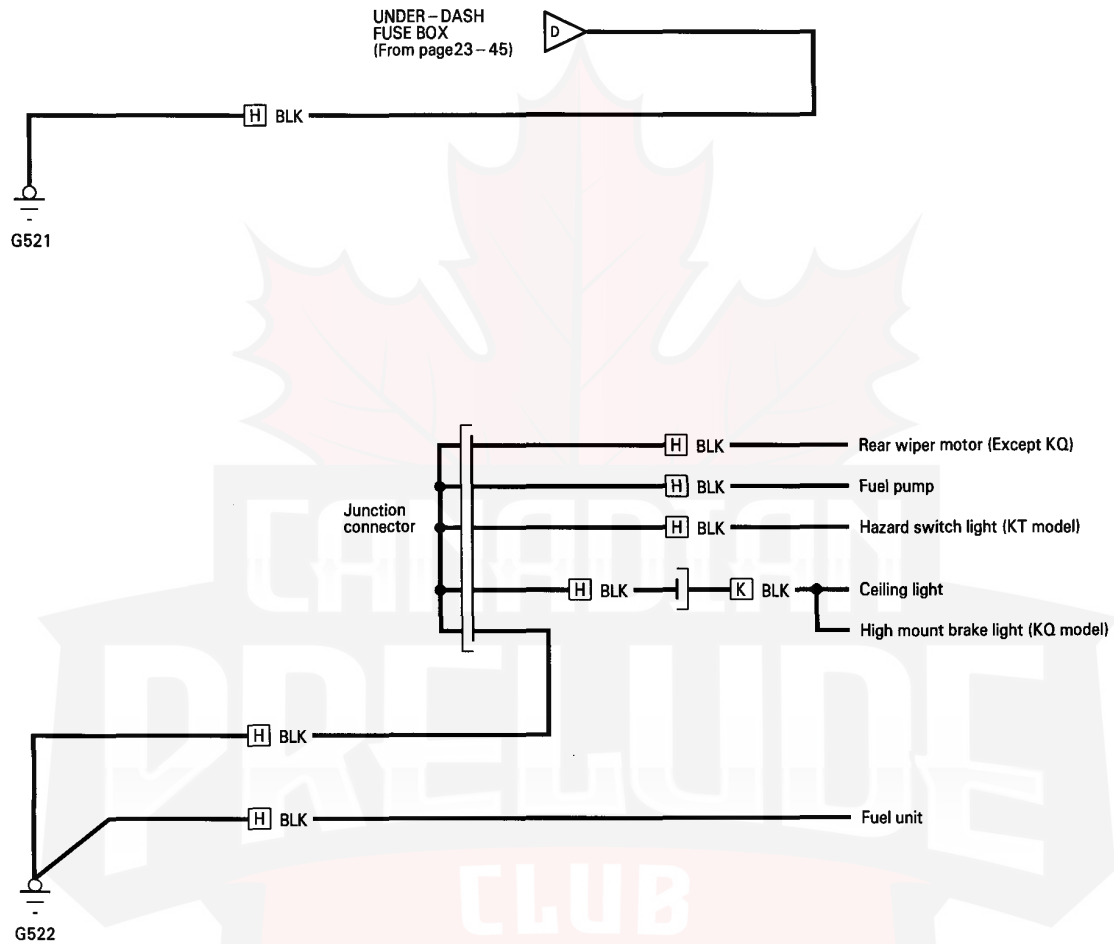 UNDER – DASH
FUSE BOX
(From page23 – 45)
D
H BLK
G521
H BLK Rear wiper motor (Except KQ)
H BLK Fuel pump
Junction
connector
H BLK Hazard switch light (KT model)
H BLK K BLK Ceiling light
High mount brake light (KQ model)
H BLK
H BLK Fuel unit
G522
CANADIAN
PRELUDE
CLUB